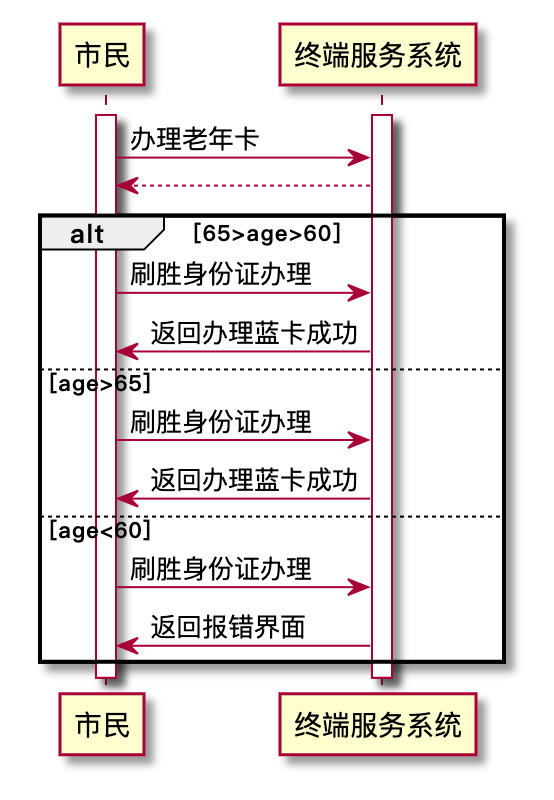 市民
终端服务系统
办理老年卡
alt
[65>age>60]
刷胜身份证办理
返回办理蓝卡成功
[age>65]
刷胜身份证办理
返回办理蓝卡成功
[age<60]
刷胜身份证办理
返回报错界面
市民
终端服务系统